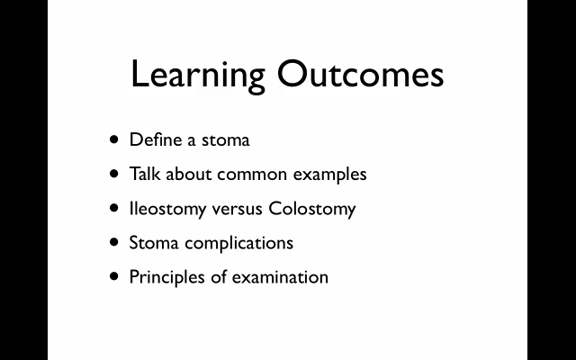 Learning Outcomes
• Define a stoma
• Talk about common examples
• Ileostomy versus Colostomy
• Stoma complications
• Principles of examination